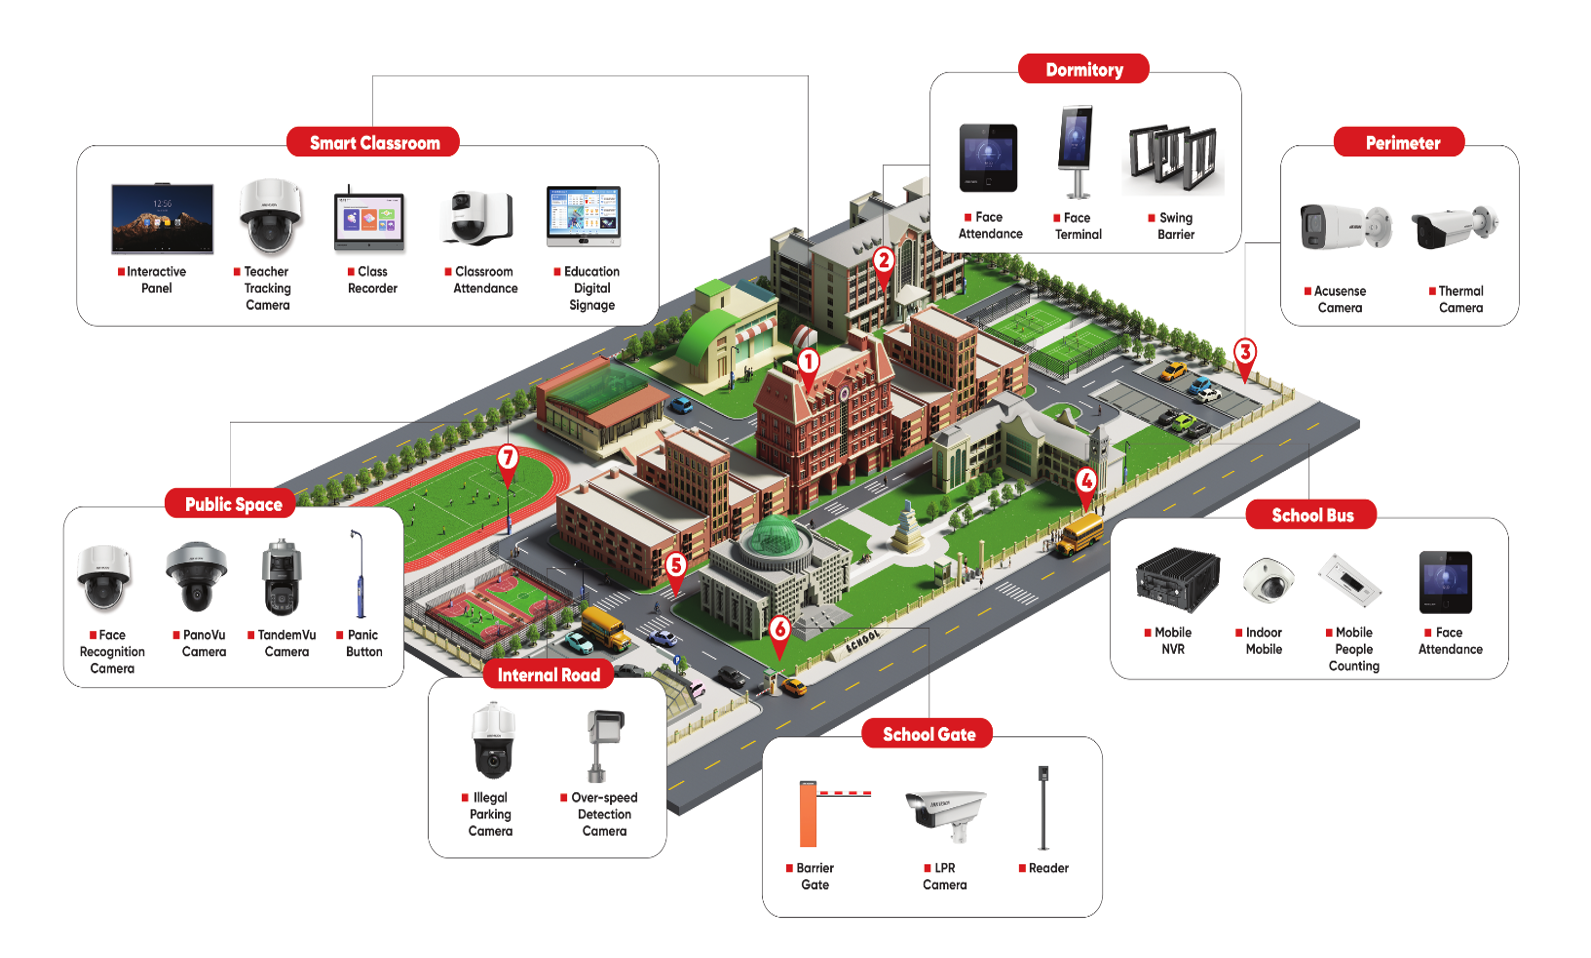 Dormitory
Face
Attendance
Face
Terminal
Swing
Barrier
Smart Classroom
12:56
Interactive
Panel
Teacher
Tracking
Camera
Class
Recorder
Classroom
Attendance
Education
Digital
Signage
Perimeter
Acusense
Camera
Thermal
Camera
2
3
1
7
4
5
6
Public Space
Face
Recognition
Camera
PanoVu
Camera
TandemVu
Camera
Panic
Button
School Bus
Mobile
NVR
Indoor
Mobile
Mobile
People
Counting
Face
Attendance
SCHOOL
P
Internal Road
Illegal
Parking
Camera
Over-speed
Detection
Camera
School Gate
HIKVISION
Barrier
Gate
LPR
Camera
Reader